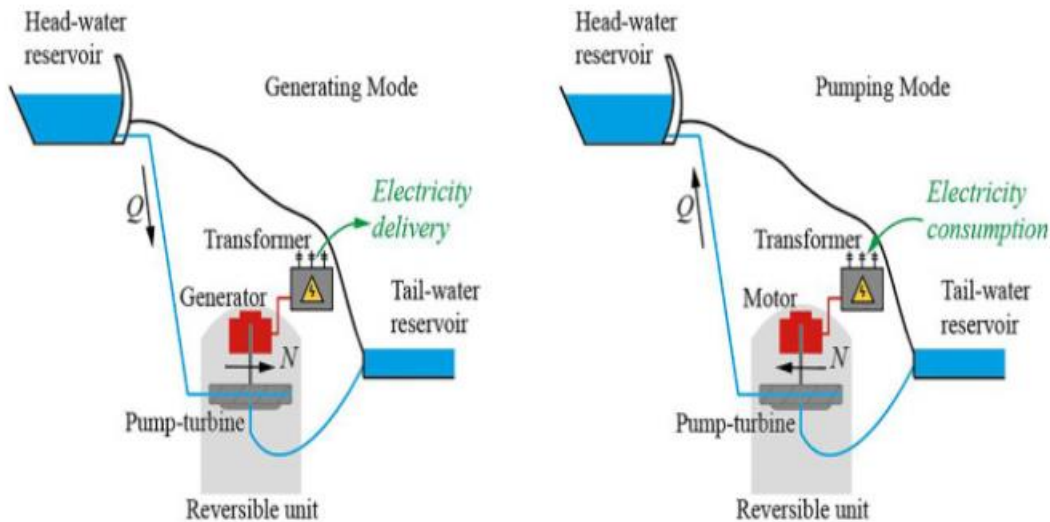 Head-water
reservoir
Generating Mode
Q
Electricity
delivery
Transformer
Generator
Tail-water
reservoir
N
Pump-turbine
Reversible unit
Head-water
reservoir
Pumping Mode
Q
Electricity
consumption
Transformer
Motor
Tail-water
reservoir
N
Pump-turbine
Reversible unit